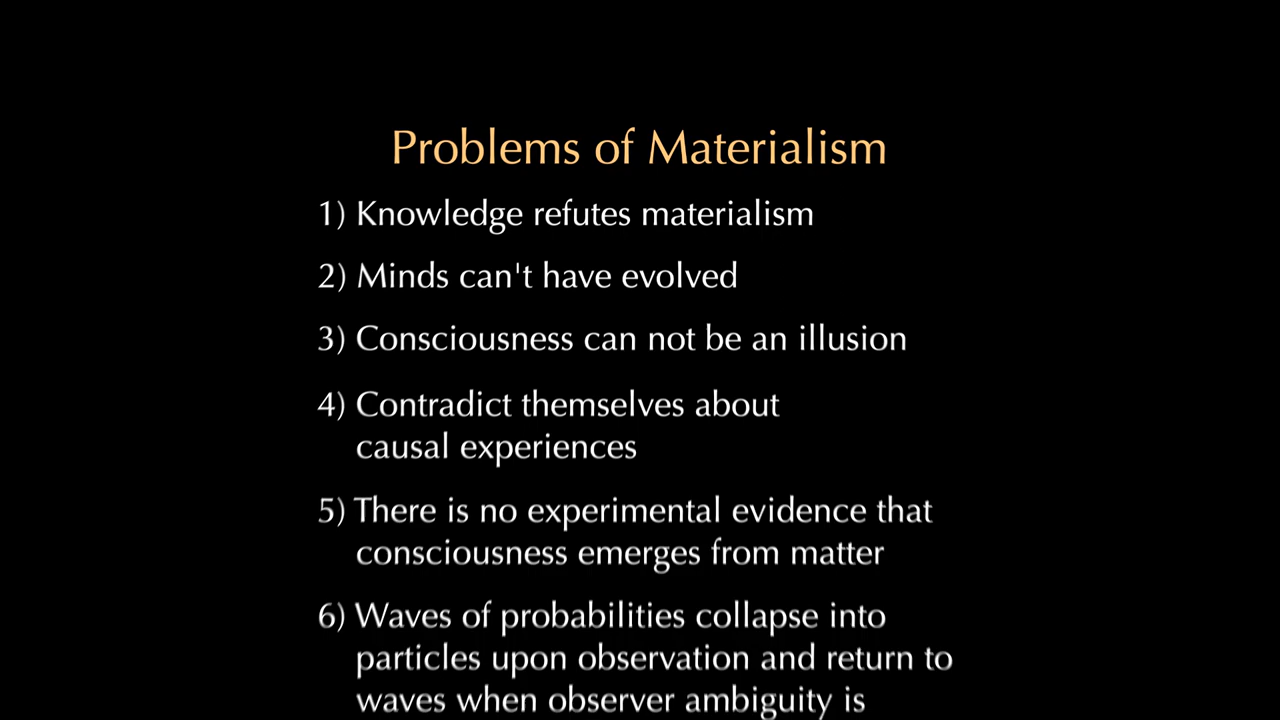 Problems of Materialism
1) Knowledge refutes materialism
2) Minds can't have evolved
3) Consciousness can not be an illusion
4) Contradict themselves about
causal experiences
5) There is no experimental evidence that
consciousness emerges from matter
6) Waves of probabilities collapse into
particles upon observation and return to
waves when observer ambiguity is